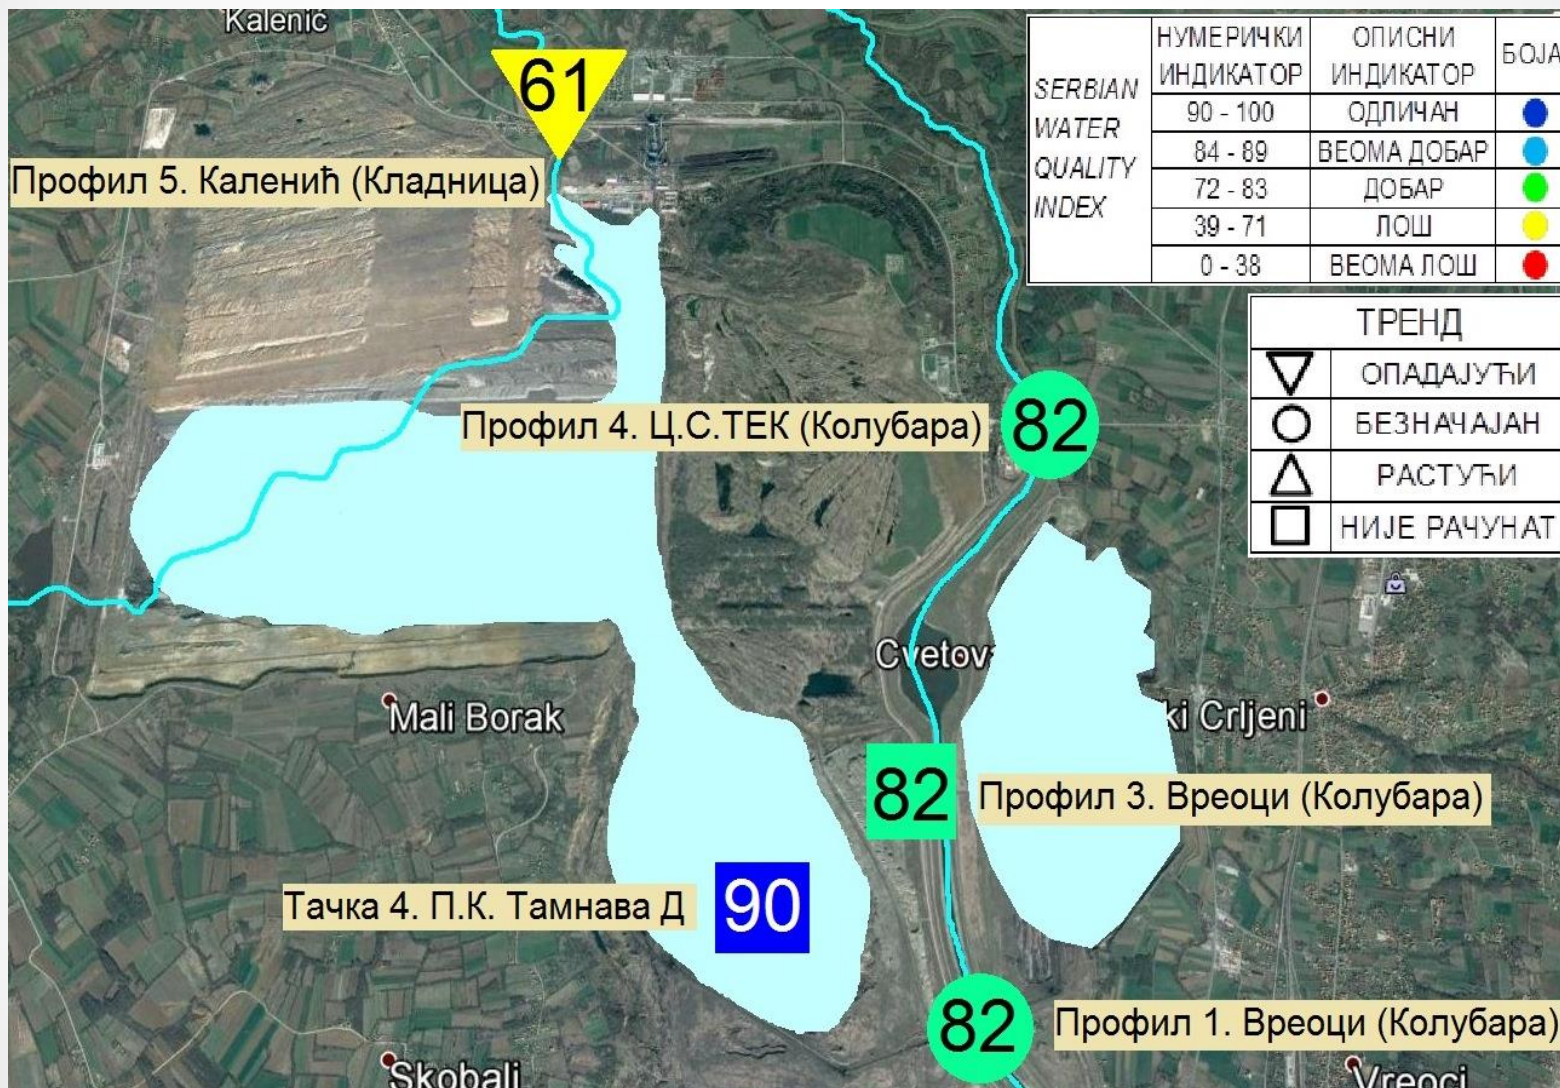 Kalenić
61
Профил 5. Каленић (Кладница)
SERBIAN
WATER
QUALITY
INDEX
НУМЕРИЧКИ
ИНДИКАТОР
ОПИСНИ
ИНДИКАТОР
БОЈА
90 - 100
ОДЛИЧАН
84 - 89
ВЕОМА ДОБАР
72 - 83
ДОБАР
39 - 71
ЛОШ
0 - 38
ВЕОМА ЛОШ
ТРЕНД
ОПАДАЈУЋИ
БЕЗНАЧАЈАН
РАСТУЋИ
НИЈЕ РАЧУНАТ
Профил 4. Ц.С.ТЕК (Колубара)
82
Cvetov
Mali Borak
ki Crljeni
82
Профил 3. Вреоци (Колубара)
Тачка 4. П.К. Тамнава Д
90
82
Профил 1. Вреоци (Колубара)
Skobalj
Vreoci